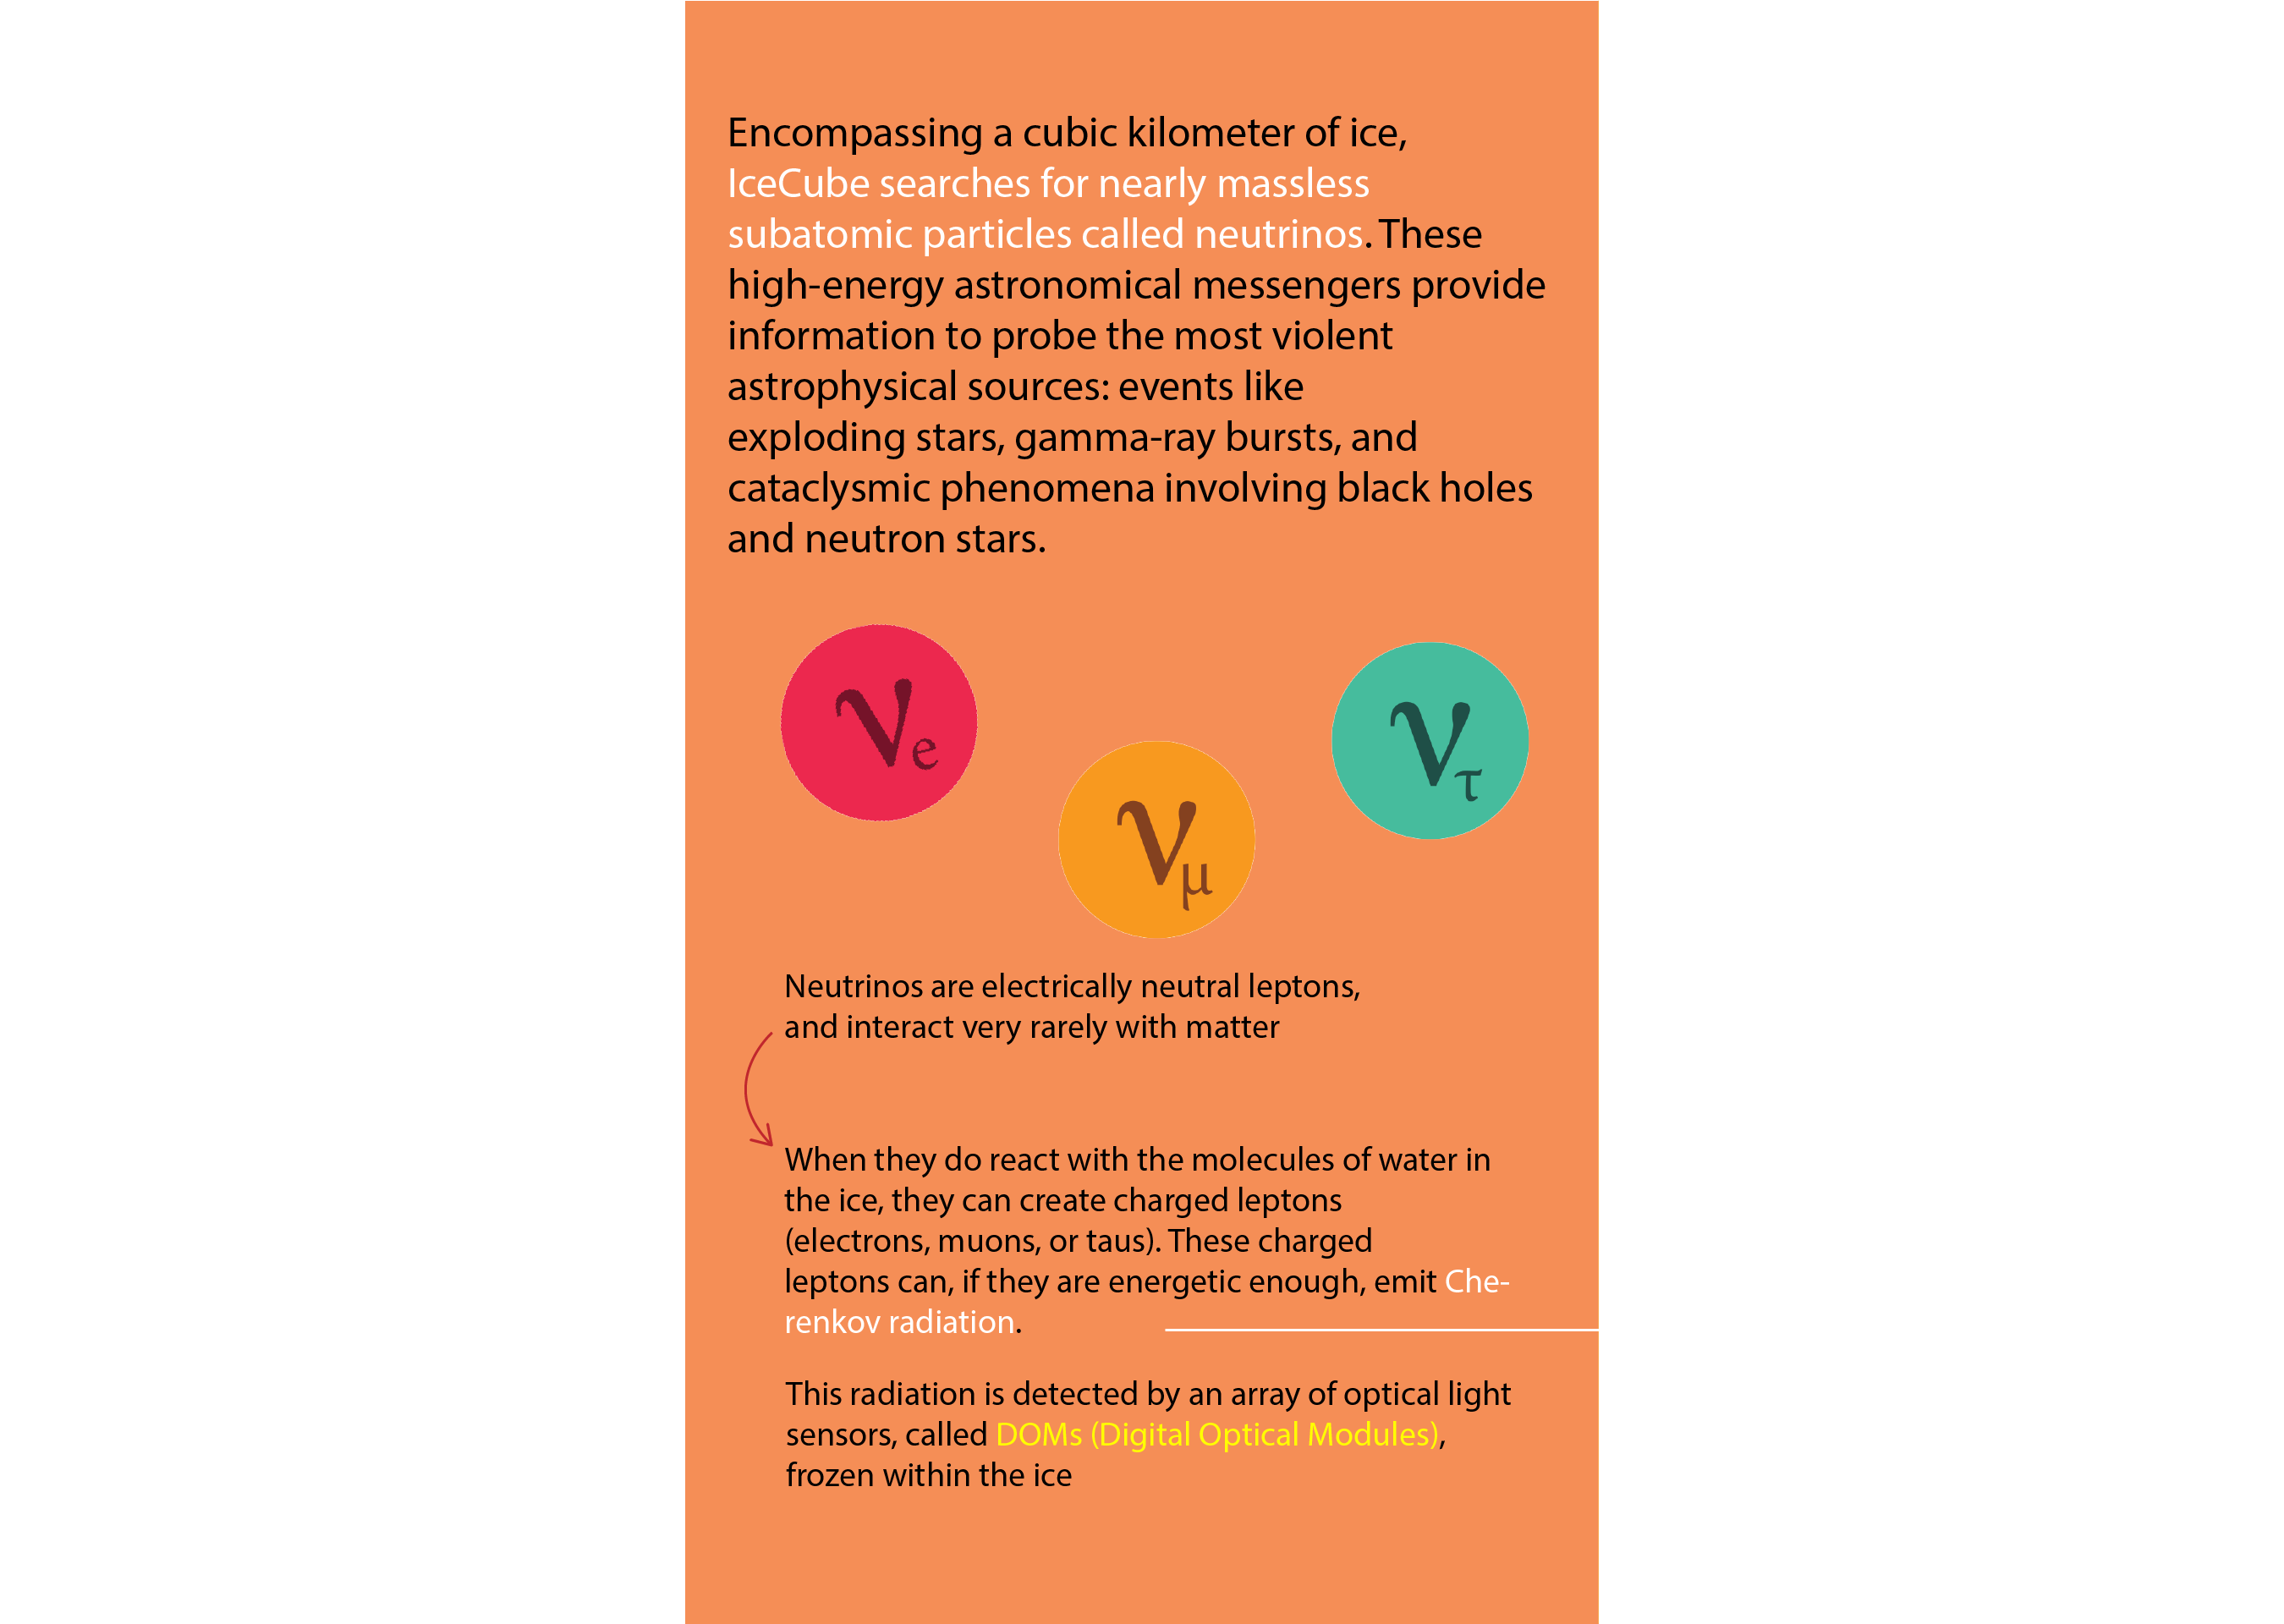 Encompassing a cubic kilometer of ice,
IceCube searches for nearly massless
subatomic particles called neutrinos. These
high-energy astronomical messengers provide
information to probe the most violent
astrophysical sources: events like
exploding stars, gamma-ray bursts, and
cataclysmic phenomena involving black holes
and neutron stars.
νe
νμ
ντ
Neutrinos are electrically neutral leptons,
and interact very rarely with matter
When they do react with the molecules of water in
the ice, they can create charged leptons
(electrons, muons, or taus). These charged
leptons can, if they are energetic enough, emit Che-
renkov radiation.
This radiation is detected by an array of optical light
sensors, called DOMs (Digital Optical Modules),
frozen within the ice